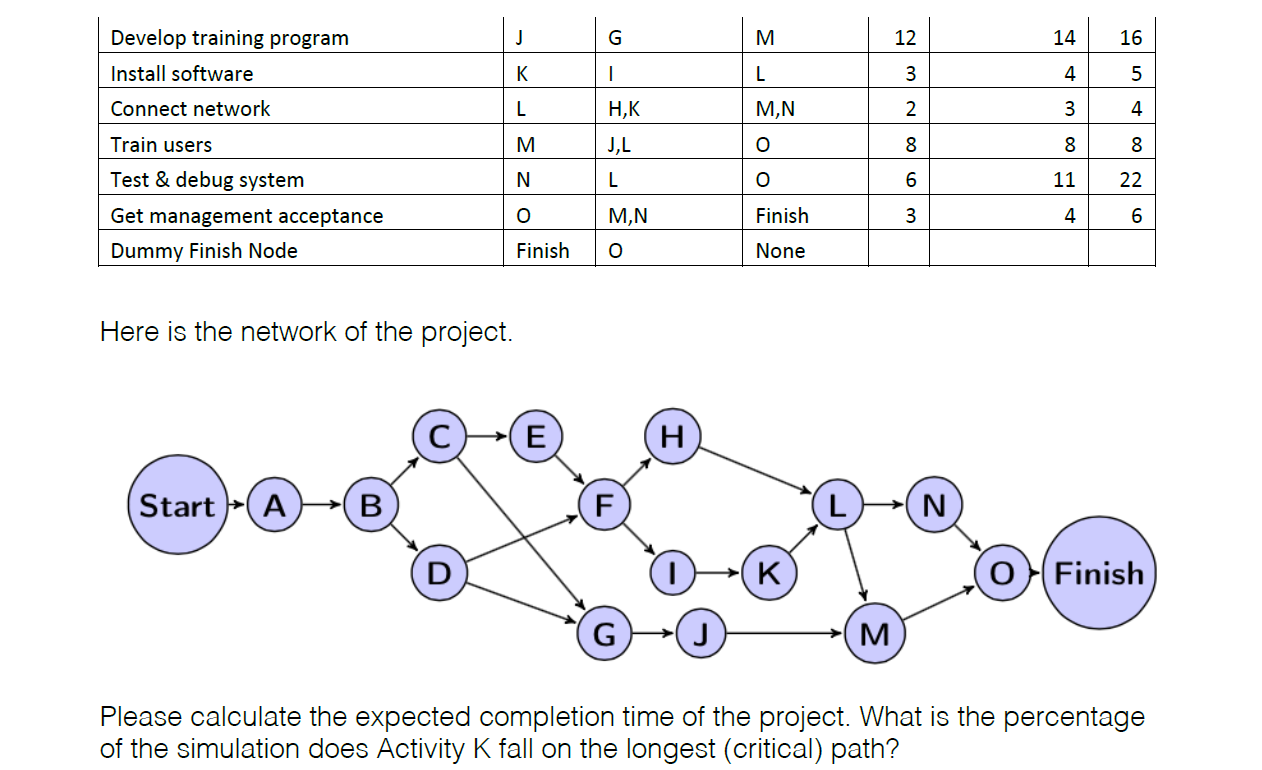 Develop training program J G M 12 14 16
Install software K I L 3 4 5
Connect network L H,K M,N 2 3 4
Train users M J,L O 8 8 8
Test & debug system N L O 6 11 22
Get management acceptance O M,N Finish 3 4 6
Dummy Finish Node Finish O None
Here is the network of the project.
C E H
Start A B F L N
D I K O Finish
G J M
Please calculate the expected completion time of the project. What is the percentage
of the simulation does Activity K fall on the longest (critical) path?